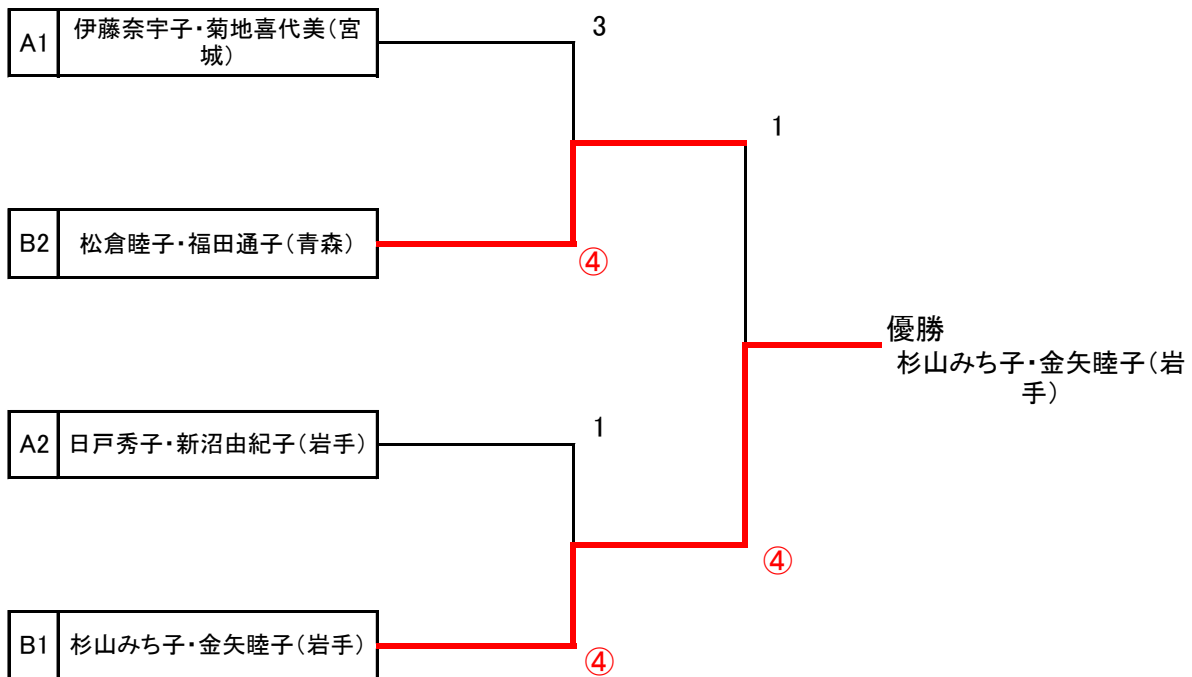 A1
伊藤奈宇子・菊地喜代美(宮
城)
3
1
B2
松倉睦子・福田通子(青森)
④
優勝
杉山みち子・金矢睦子(岩
手)
A2
日戸秀子・新沼由紀子(岩手)
1
④
B1
杉山みち子・金矢睦子(岩手)
④